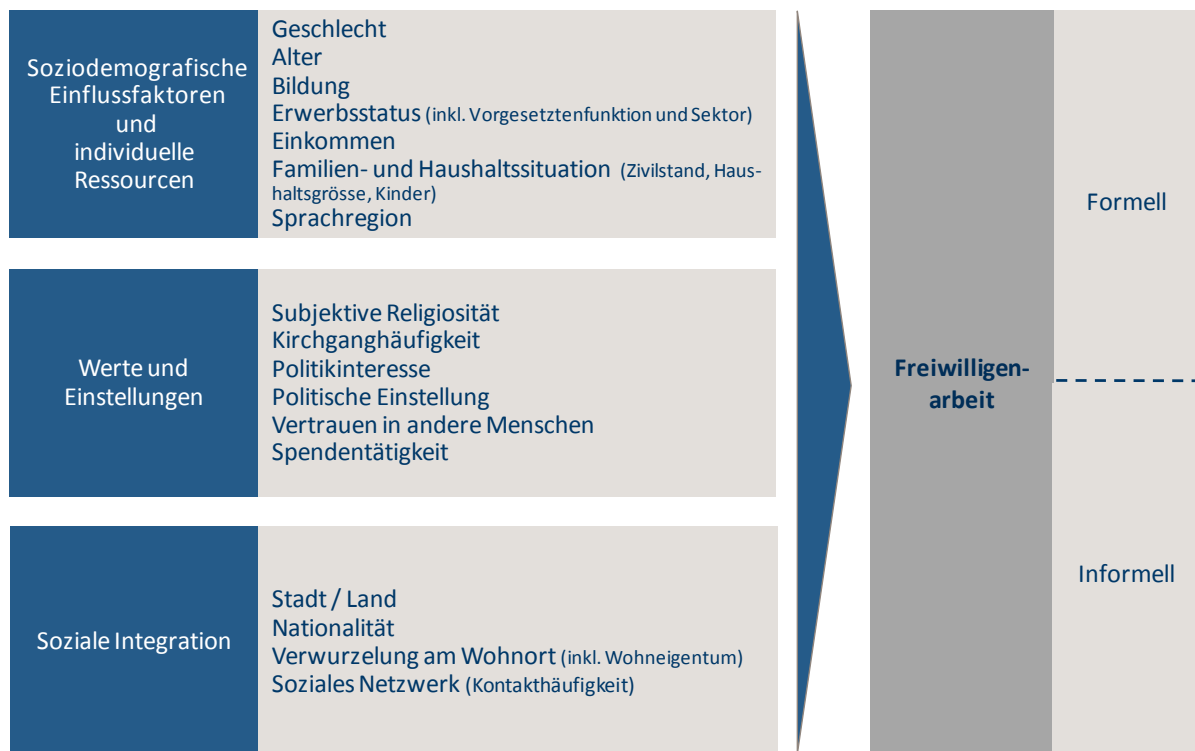 Soziodemografische
Einflussfaktoren
und
individuelle
Ressourcen
Geschlecht
Alter
Bildung
Erwerbsstatus (inkl. Vorgesetztenfunktion und Sektor)
Einkommen
Familien- und Haushaltssituation (Zivilstand, Haus-
haltsgrösse, Kinder)
Sprachregion
Werte und
Einstellungen
Subjektive Religiosität
Kirchganghäufigkeit
Politikinteresse
Politische Einstellung
Vertrauen in andere Menschen
Spendentätigkeit
Soziale Integration
Stadt / Land
Nationalität
Verwurzelung am Wohnort (inkl. Wohneigentum)
Soziales Netzwerk (Kontakthäufigkeit)
Freiwilligen-
arbeit
Formell
Informell